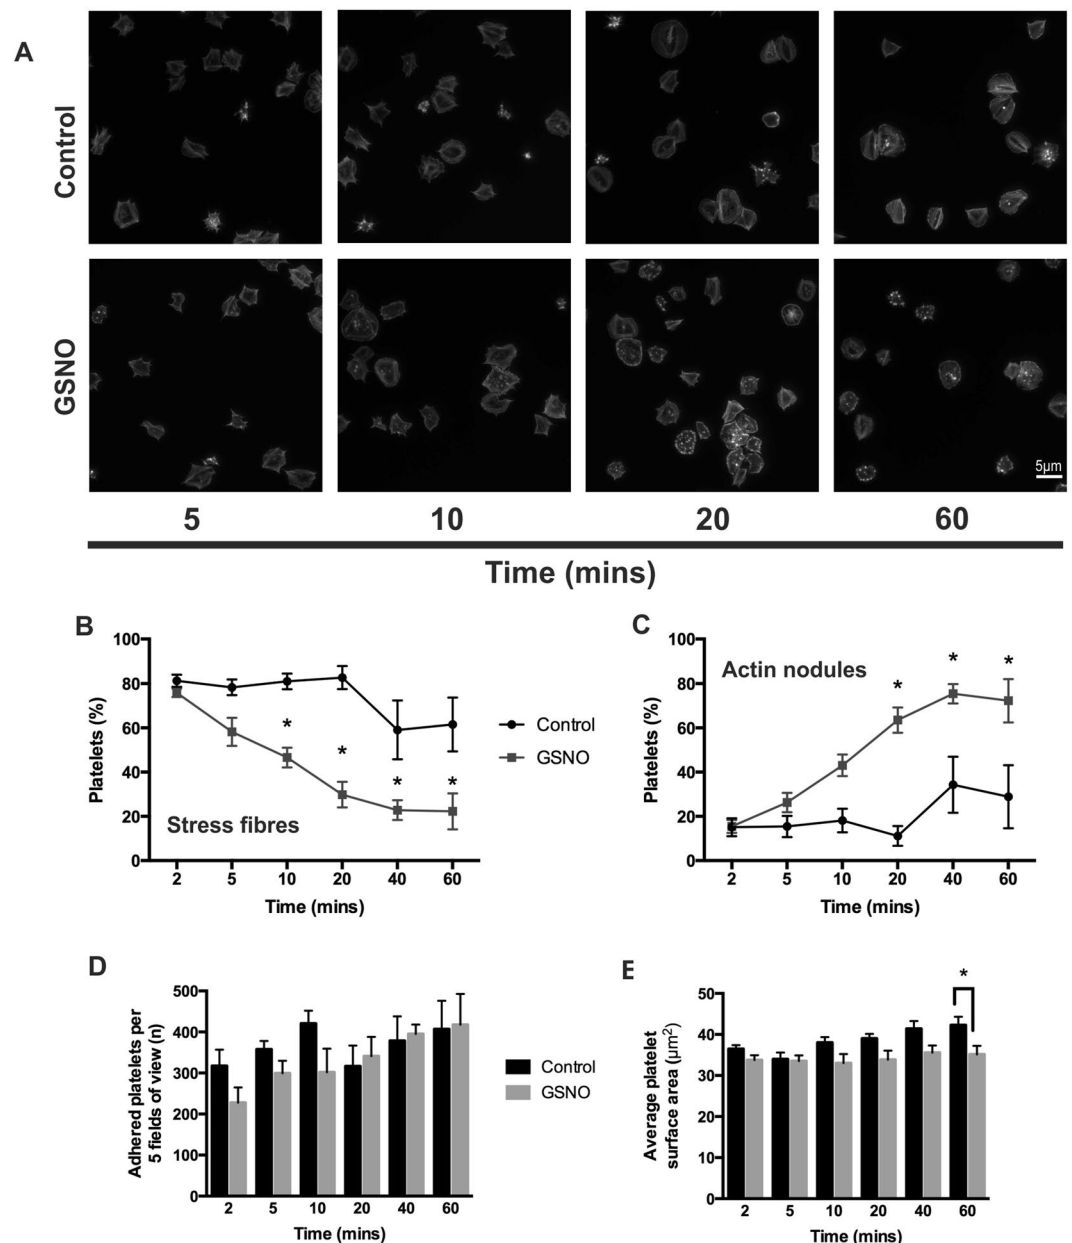 A
Control
GSNO
5µm
5 10 20 60
Time (mins)
B
100
80
60
40
20
0
Platelets (%)
* * * *
Stress fibres
2 5 10 20 40 60
Time (mins)
Control
GSNO
C
100
80
60
40
20
0
Platelets (%)
Actin nodules
* * *
2 5 10 20 40 60
Time (mins)
D
500
400
300
200
100
0
Adhered platelets per
5 fields of view (n)
2 5 10 20 40 60
Time (mins)
Control
GSNO
E
50
40
30
20
10
0
Average platelet
surface area (µm²)
*
2 5 10 20 40 60
Time (mins)